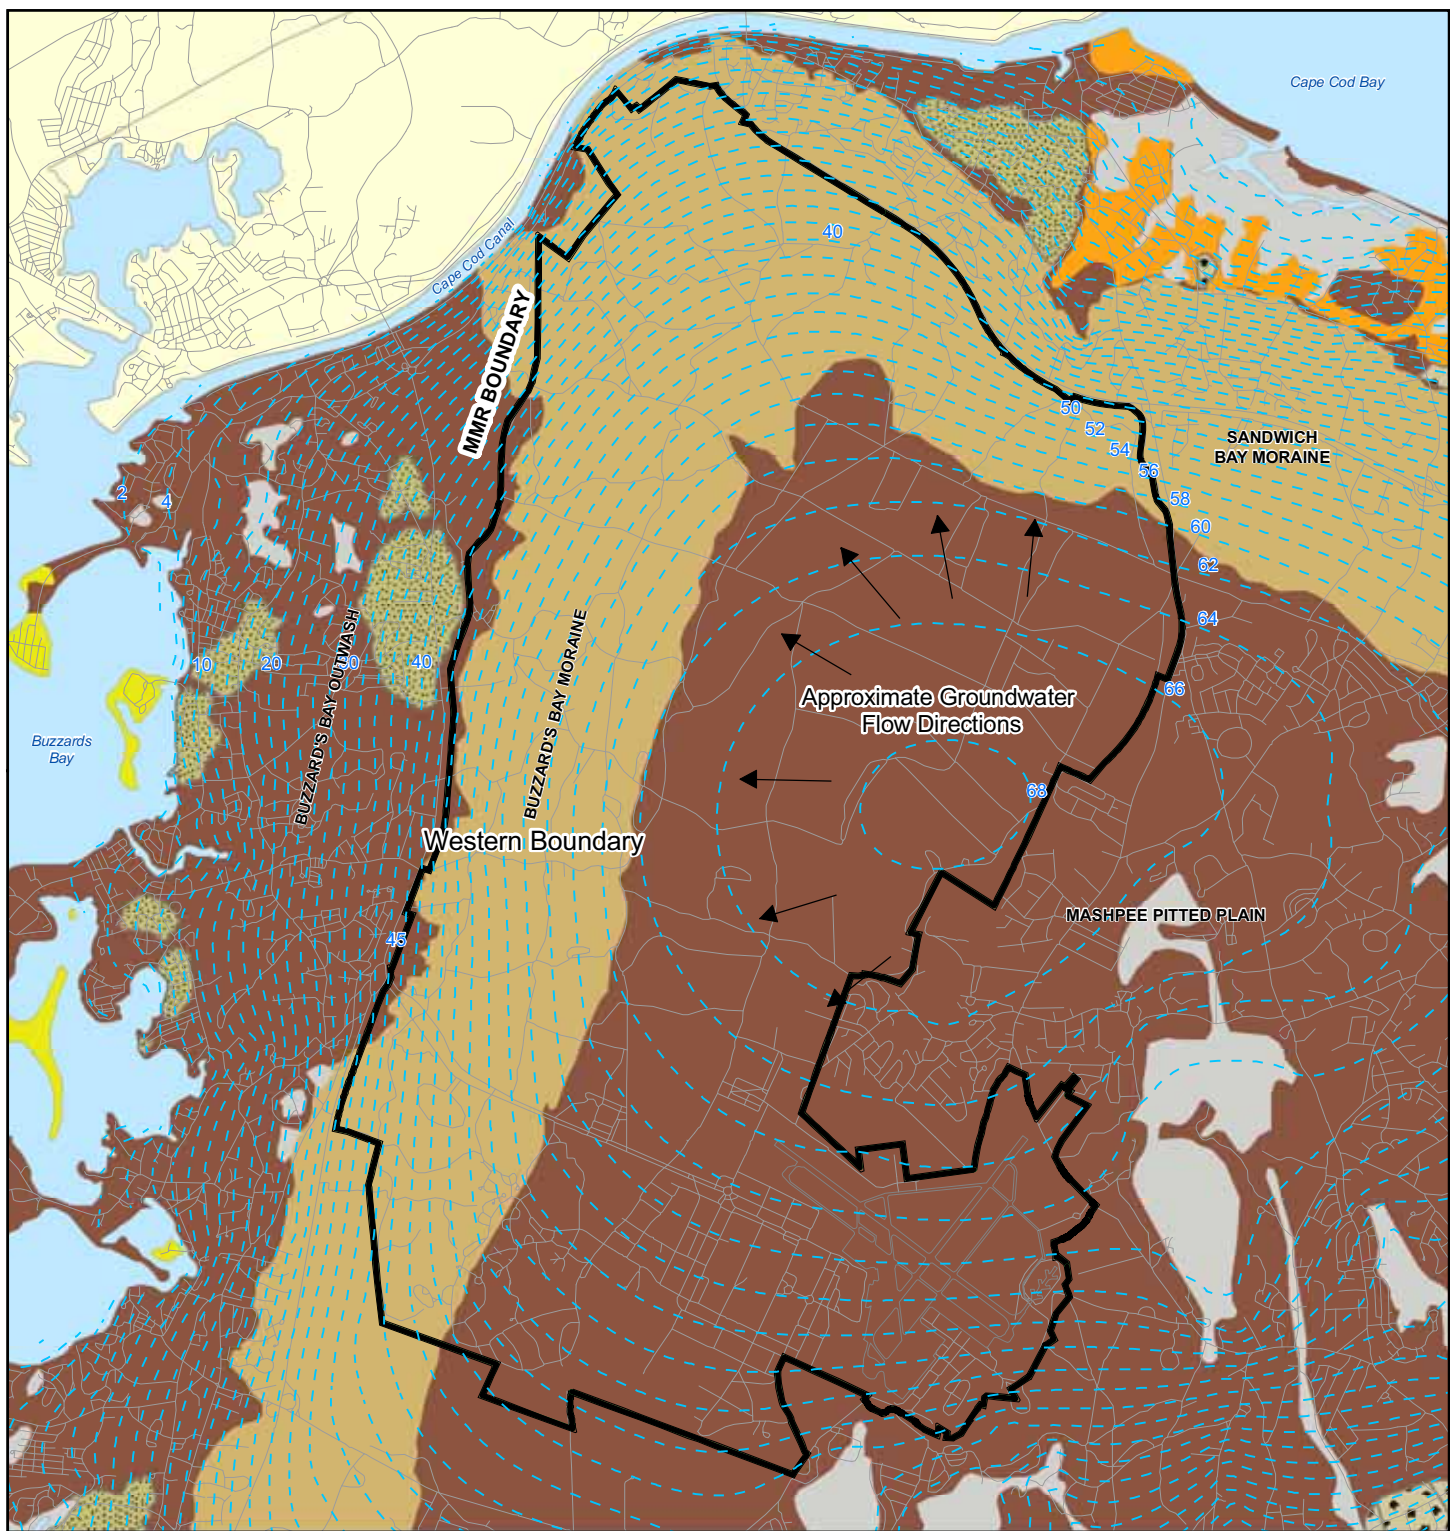 Cape Cod Bay
40
Cape Cod Canal
MMR BOUNDARY
50
52
54
56
58
60
62
64
66
68
SANDWICH
BAY MORAINE
2
4
10
20
30
40
BUZZARD'S BAY OUTWASH
BUZZARD'S BAY MORAINE
Approximate Groundwater
Flow Directions
Buzzards
Bay
Western Boundary
MASHPEE PITTED PLAIN
45